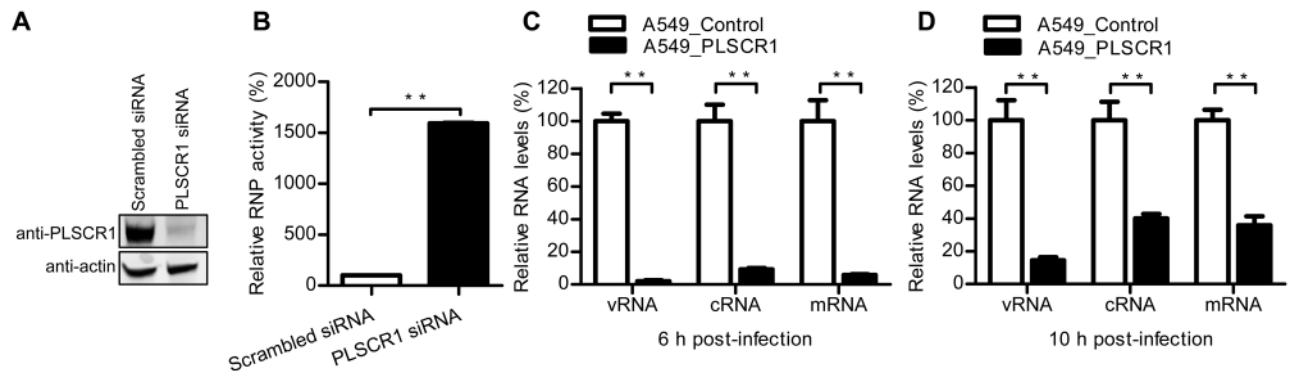 A
Scrambled siRNA
PLSCR1 siRNA
anti-PLSCR1
anti-actin
B
Relative RNP activity (%)
2000
1500
1000
500
0
* *
Scrambled siRNA
PLSCR1 siRNA
C
A549_Control
A549_PLSCR1
Relative RNA levels (%)
120
100
80
60
40
20
0
* *
* *
* *
vRNA
cRNA
mRNA
6 h post-infection
D
A549_Control
A549_PLSCR1
Relative RNA levels (%)
120
100
80
60
40
20
0
* *
* *
* *
vRNA
cRNA
mRNA
10 h post-infection